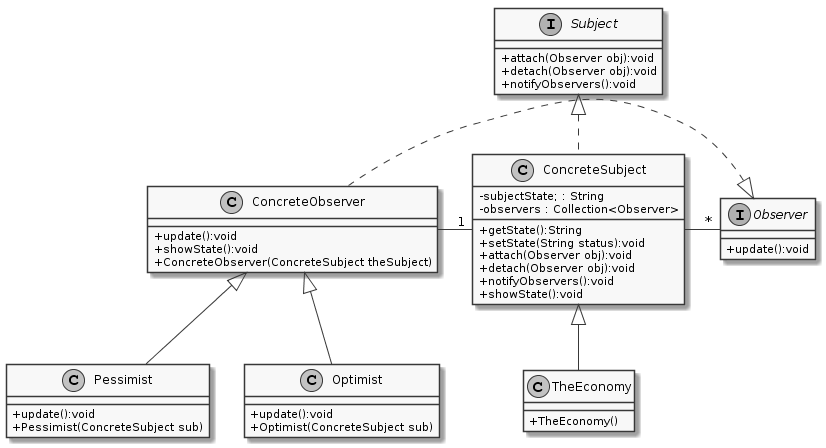 I Subject
+attach(Observer obj):void
+detach(Observer obj):void
+notifyObservers():void
C ConcreteObserver
+update():void
+showState():void
+ConcreteObserver(ConcreteSubject theSubject)
1
C ConcreteSubject
-subjectState; : String
-observers : Collection<Observer>
+getState():String
+setState(String status):void
+attach(Observer obj):void
+detach(Observer obj):void
+notifyObservers():void
+showState():void
*
I Observer
+update():void
C Pessimist
+update():void
+Pessimist(ConcreteSubject sub)
C Optimist
+update():void
+Optimist(ConcreteSubject sub)
C TheEconomy
+TheEconomy()